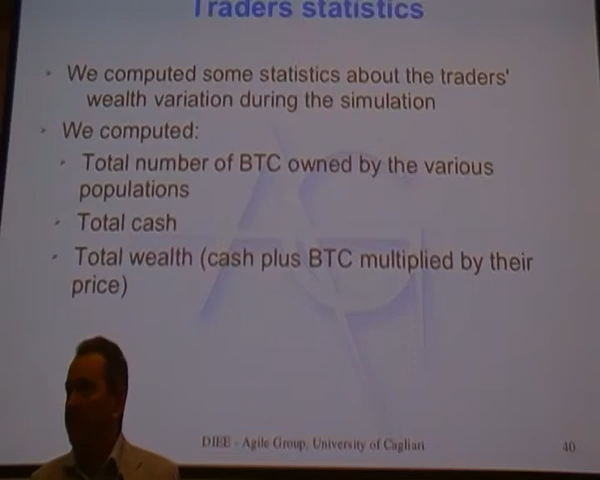 Traders statistics
We computed some statistics about the traders'
wealth variation during the simulation
We computed:
Total number of BTC owned by the various
populations
Total cash
Total wealth (cash plus BTC multiplied by their
price)
DIEE - Agile Group, University of Cagliari
40